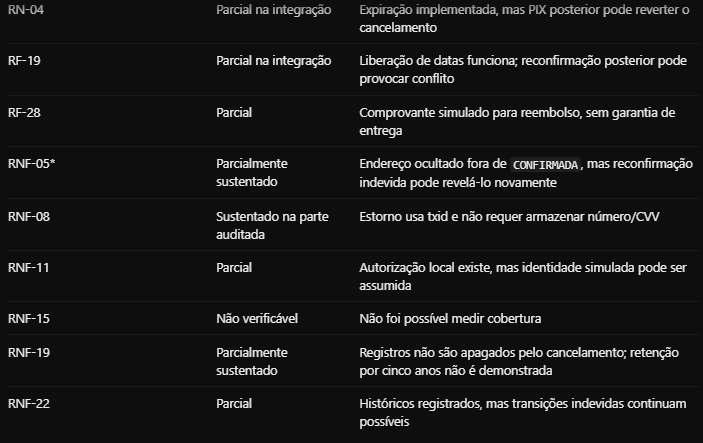 RN-04 Parcial na integração Expiração implementada, mas PIX posterior pode reverter o
cancelamento
RF-19 Parcial na integração Liberação de datas funciona; reconfirmação posterior pode
provocar conflito
RF-28 Parcial Comprovante simulado para reembolso, sem garantia de
entrega
RNF-05* Parcialmente Endereço ocultado fora de CONFIRMADA, mas reconfirmação
sustentado indevida pode revelá-lo novamente
RNF-08 Sustentado na parte Estorno usa txid e não requer armazenar número/CVV
auditada
RNF-11 Parcial Autorização local existe, mas identidade simulada pode ser
assumida
RNF-15 Não verificável Não foi possível medir cobertura
RNF-19 Parcialmente Registros não são apagados pelo cancelamento; retenção
sustentado por cinco anos não é demonstrada
RNF-22 Parcial Históricos registrados, mas transições indevidas continuam
possíveis